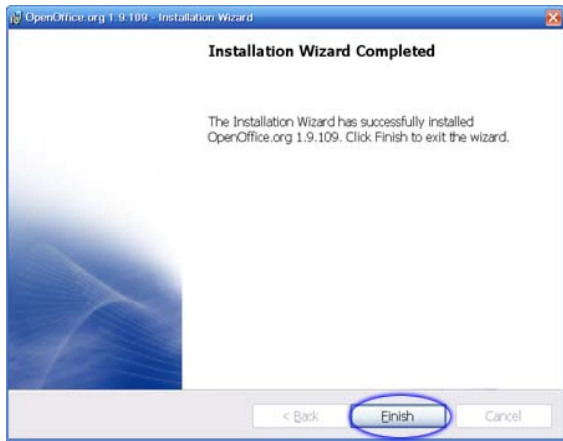 OpenOffice.org 1.9.109 - Installation Wizard
Installation Wizard Completed
The Installation Wizard has successfully installed
OpenOffice.org 1.9.109. Click Finish to exit the wizard.
< Back
Finish
Cancel